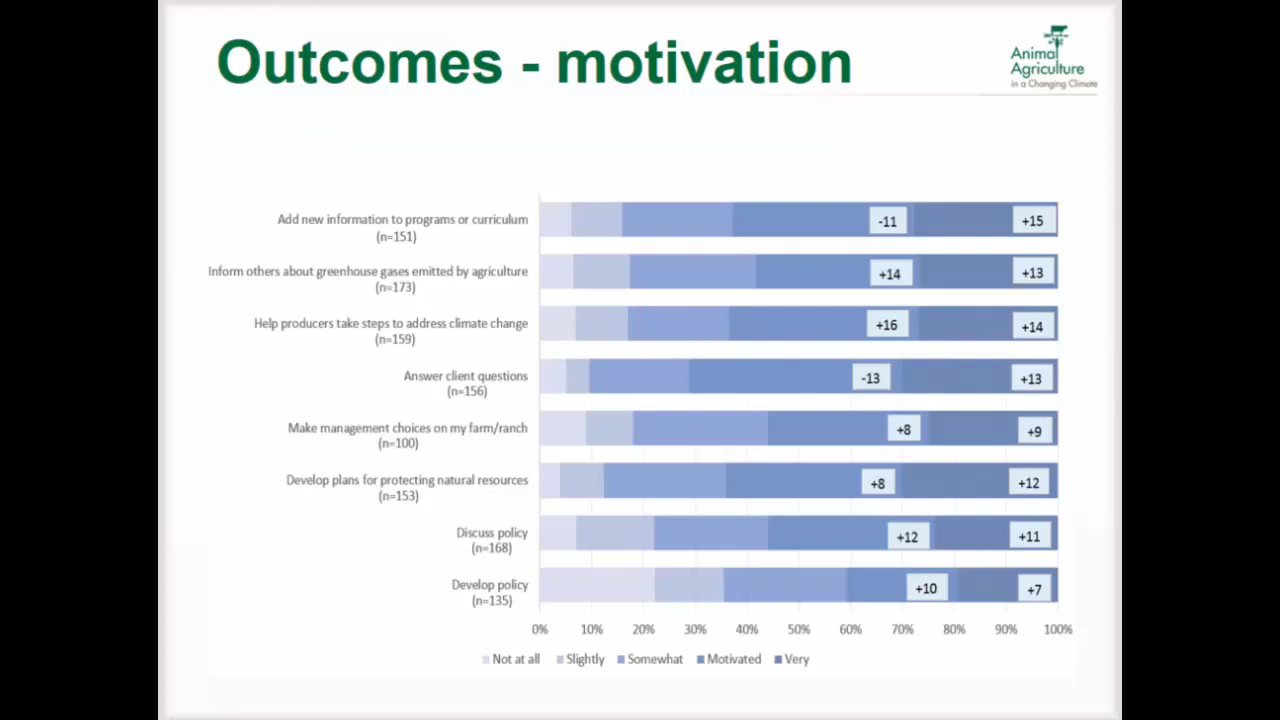 Outcomes - motivation
Animal
Agriculture
in a Changing Climate
Add new information to programs or curriculum
(n=151)
-11
+15
Inform others about greenhouse gases emitted by agriculture
(n=173)
+14
+13
Help producers take steps to address climate change
(n=159)
+16
+14
Answer client questions
(n=156)
-13
+13
Make management choices on my farm/ranch
(n=100)
+8
+9
Develop plans for protecting natural resources
(n=153)
+8
+12
Discuss policy
(n=168)
+12
+11
Develop policy
(n=135)
+10
+7
0% 10% 20% 30% 40% 50% 60% 70% 80% 90% 100%
Not at all Slightly Somewhat Motivated Very